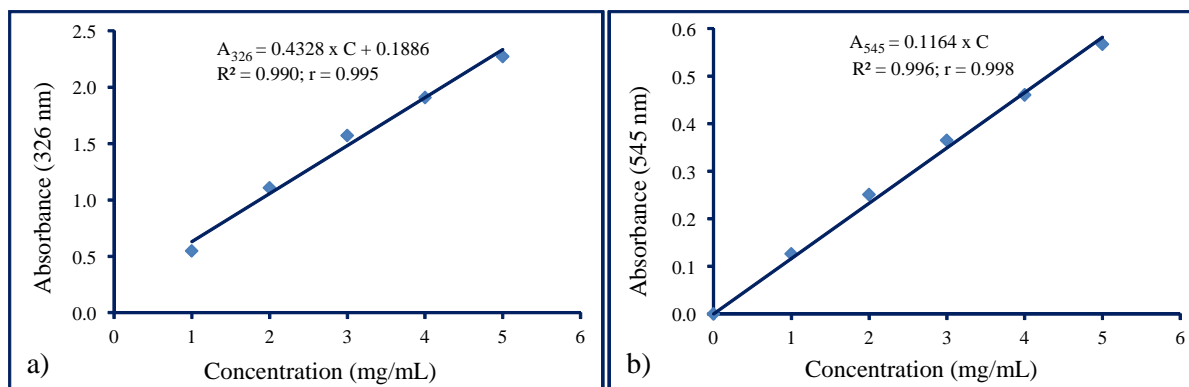 A₃₂₆ = 0.4328 x C + 0.1886
R² = 0.990; r = 0.995
2.5
2.0
1.5
1.0
0.5
0.0
0 1 2 3 4 5 6
Absorbance (326 nm)
Concentration (mg/mL)
a)
A₅₄₅ = 0.1164 x C
R² = 0.996; r = 0.998
0.6
0.5
0.4
0.3
0.2
0.1
0.0
0 1 2 3 4 5 6
Absorbance (545 nm)
Concentration (mg/mL)
b)